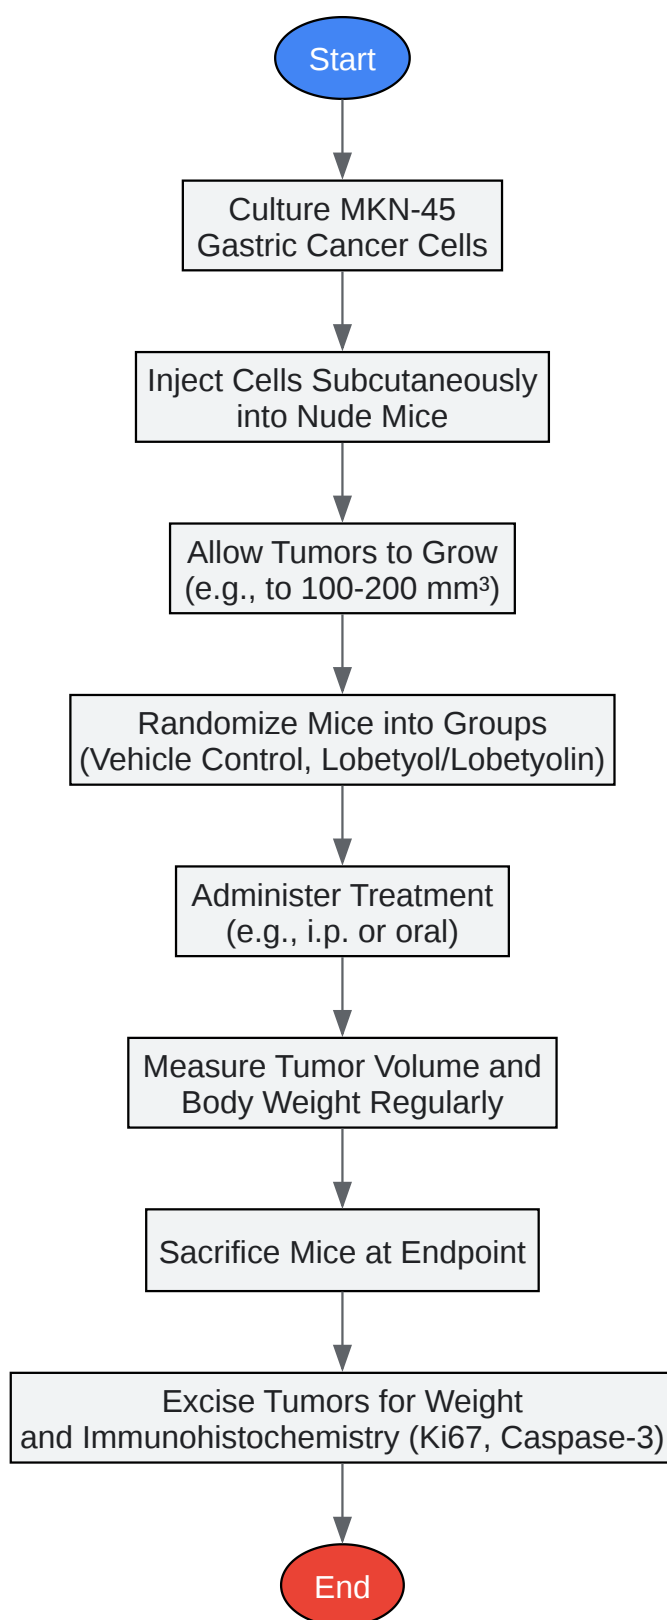 Start
Culture MKN-45
Gastric Cancer Cells
Inject Cells Subcutaneously
into Nude Mice
Allow Tumors to Grow
(e.g., to 100-200 mm³)
Randomize Mice into Groups
(Vehicle Control, Lobetyol/Lobetyolin)
Administer Treatment
(e.g., i.p. or oral)
Measure Tumor Volume and
Body Weight Regularly
Sacrifice Mice at Endpoint
Excise Tumors for Weight
and Immunohistochemistry (Ki67, Caspase-3)
End